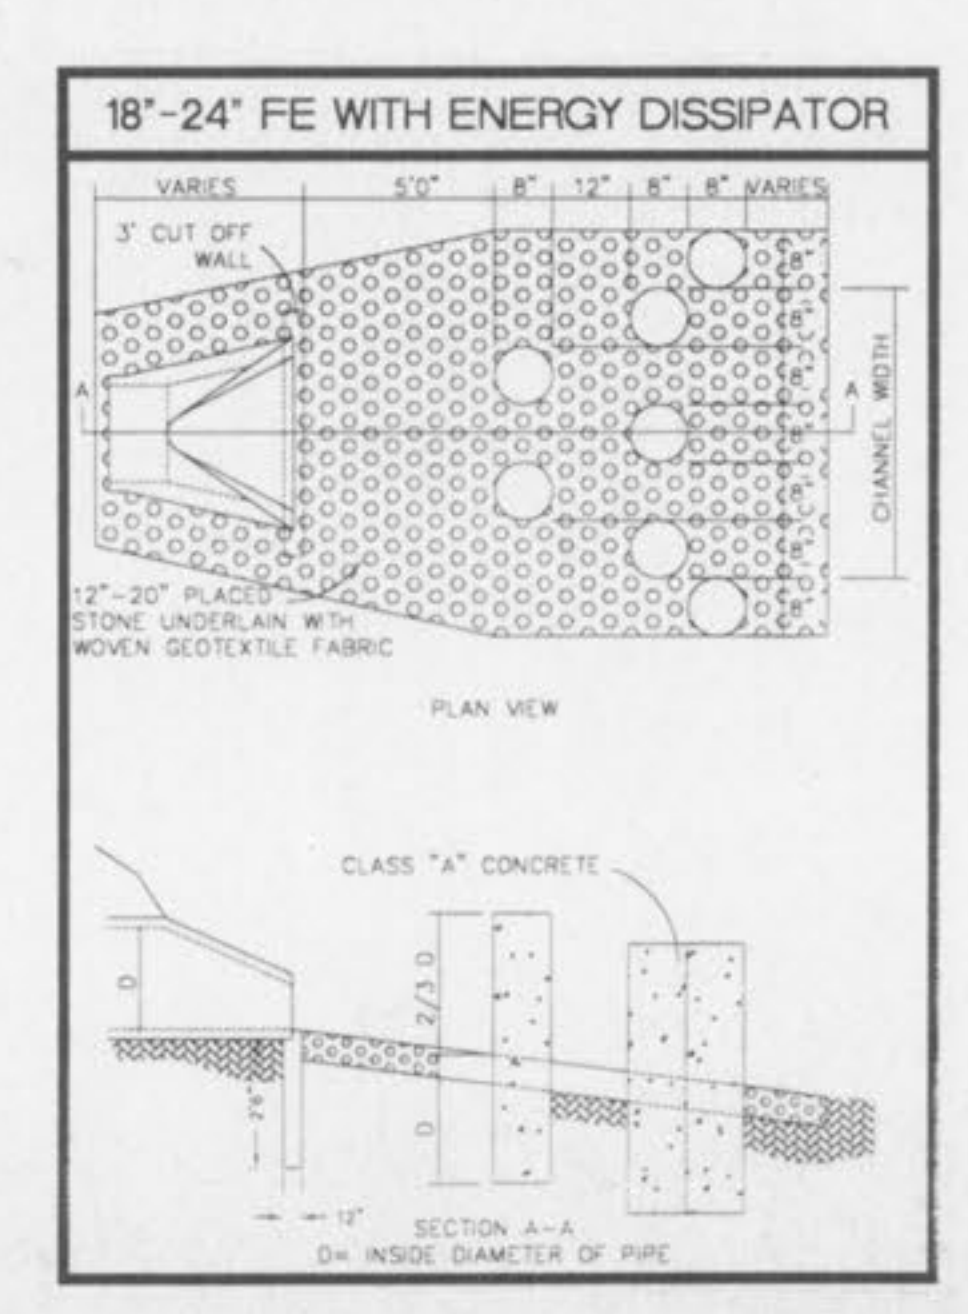 18"-24" FE WITH ENERGY DISSIPATOR
VARIES 5'0" 8" 12" 8" 8" VARIES
3' CUT OFF
WALL
8"
8"
8"
8"
8"
8"
8"
A
A
CHANNEL WIDTH
12"-20" PLACED
STONE UNDERLAIN WITH
WOVEN GEOTEXTILE FABRIC
PLAN VIEW
CLASS "A" CONCRETE
D
2/3 D
D
2'6"
12"
SECTION A-A
D= INSIDE DIAMETER OF PIPE